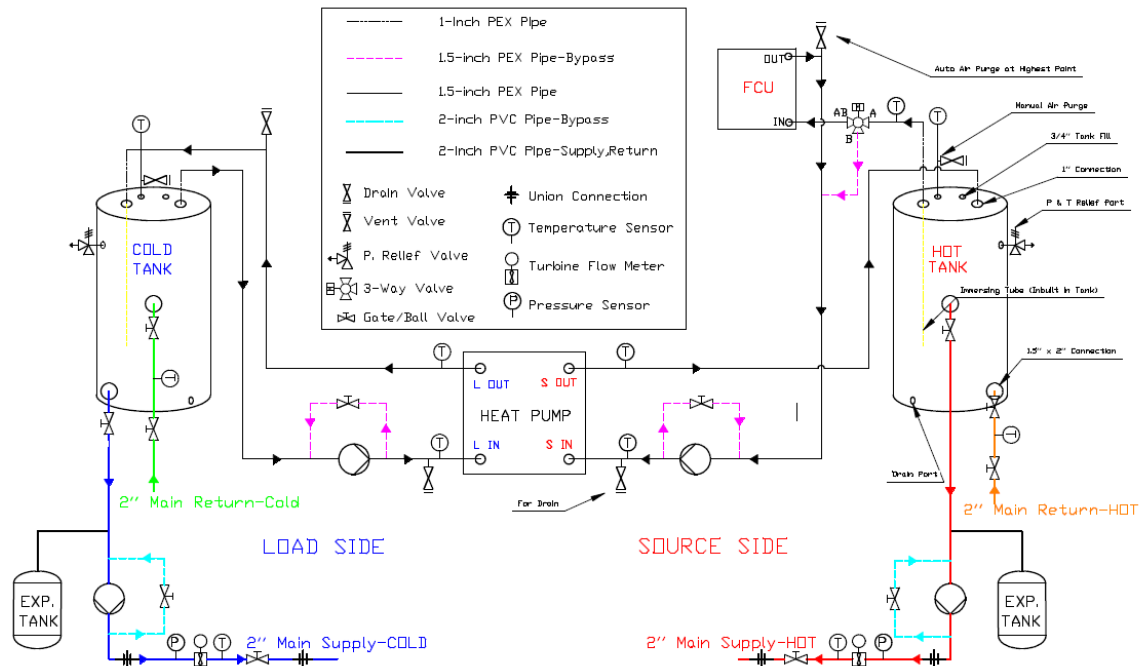 1-Inch PEX Pipe
1.5-inch PEX Pipe-Bypass
1.5-inch PEX Pipe
2-inch PVC Pipe-Bypass
2-Inch PVC Pipe-Supply,Return
Drain Valve
Vent Valve
P. Relief Valve
3-Way Valve
Gate/Ball Valve
Union Connection
T
Temperature Sensor
Turbine Flow Meter
P
Pressure Sensor
OUT
FCU
IN
AB
A
B
T
T
Auto Air Purge at Highest Point
Manual Air Purge
3/4" Tank Fill
1" Connection
P & T Relief Port
T
COLD
TANK
HOT
TANK
Immersing Tube (Inbuilt In Tank)
1.5" x 2" Connection
T
T
L OUT
S OUT
HEAT PUMP
L IN
S IN
T
T
T
T
Drain Port
For Drain
2" Main Return-Cold
2" Main Return-HOT
LOAD SIDE
SOURCE SIDE
EXP.
TANK
EXP.
TANK
2" Main Supply-COLD
2" Main Supply-HOT
P
T
T
P